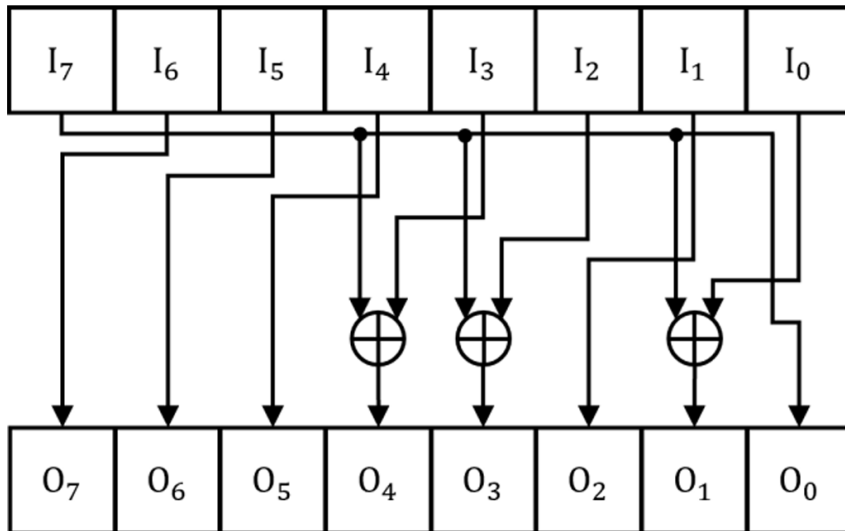 I₇ I₆ I₅ I₄ I₃ I₂ I₁ I₀
O₇ O₆ O₅ O₄ O₃ O₂ O₁ O₀